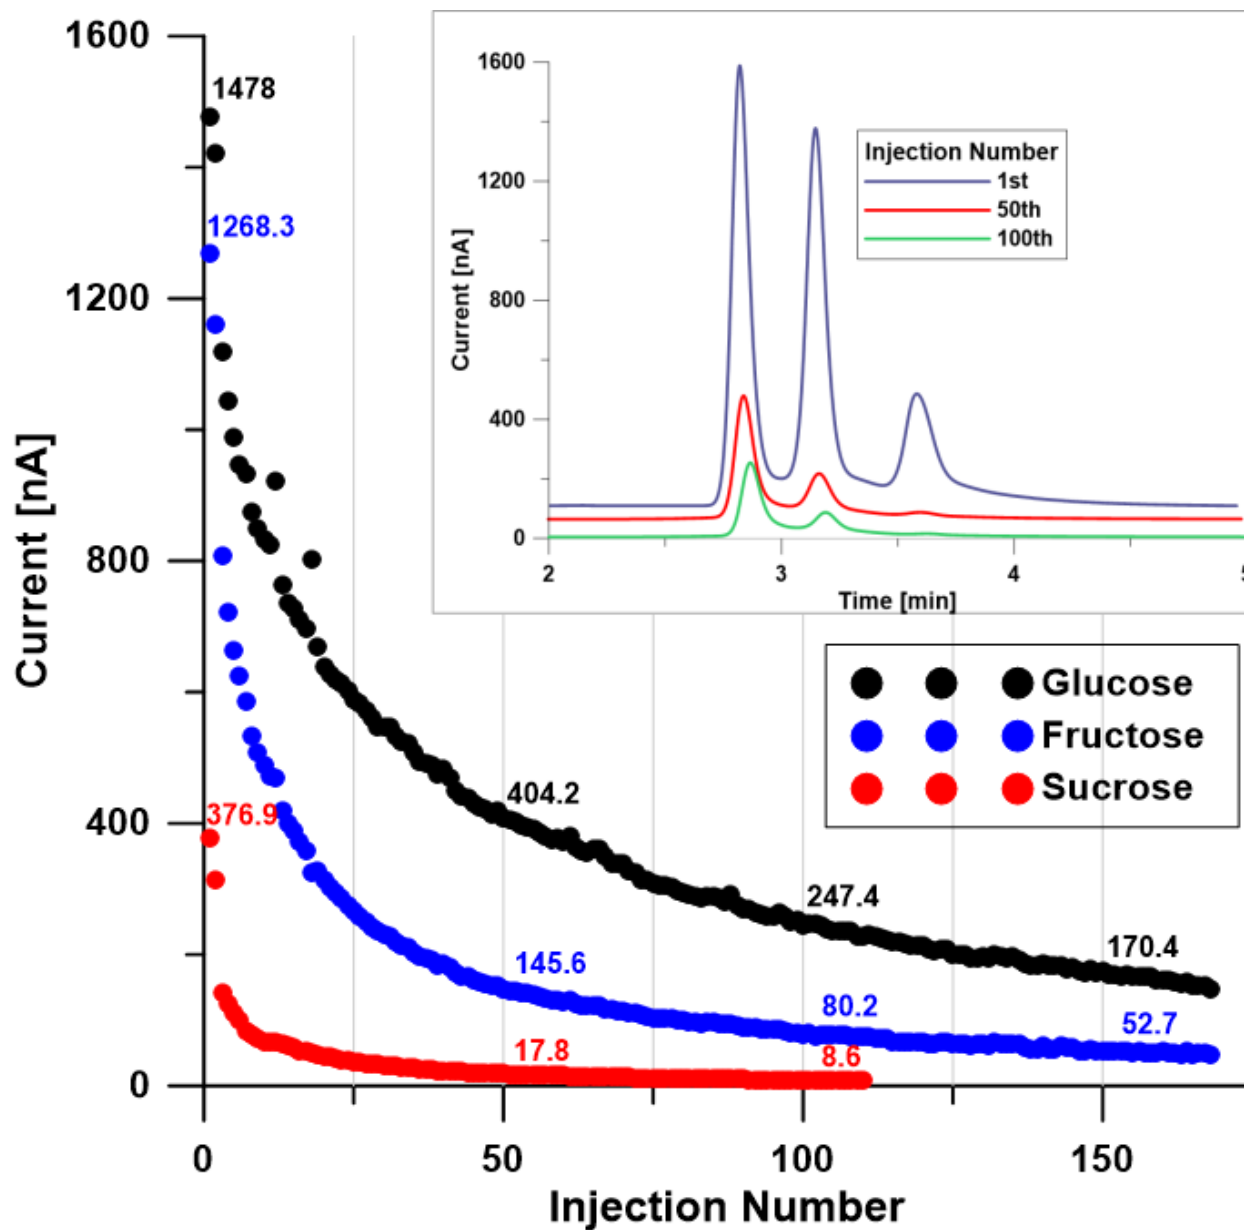 1600
1200
800
400
0
Current [nA]
0
50
100
150
Injection Number
1478
1268.3
376.9
404.2
247.4
170.4
145.6
80.2
52.7
17.8
8.6
1600
1200
800
400
0
Current [nA]
2
3
4
5
Time [min]
Injection Number
1st
50th
100th
Glucose
Fructose
Sucrose